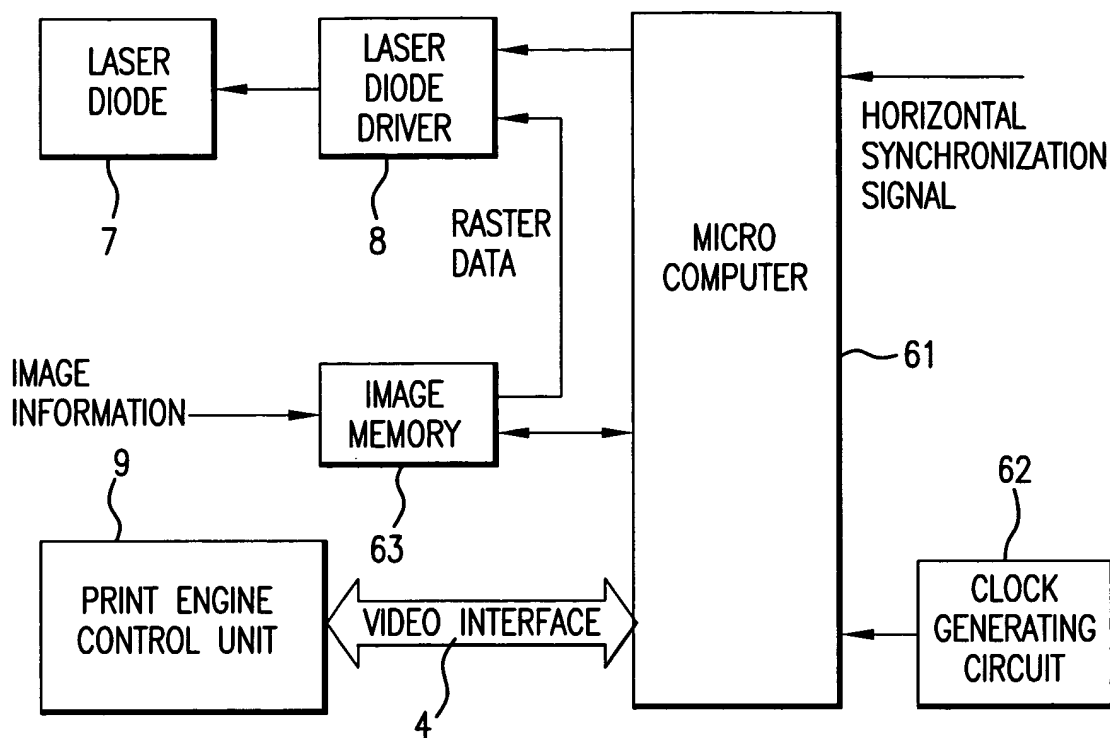 LASER
DIODE
7
LASER
DIODE
DRIVER
8
RASTER
DATA
MICRO
COMPUTER
61
HORIZONTAL
SYNCHRONIZATION
SIGNAL
IMAGE
INFORMATION
IMAGE
MEMORY
63
9
PRINT ENGINE
CONTROL UNIT
VIDEO INTERFACE
4
62
CLOCK
GENERATING
CIRCUIT